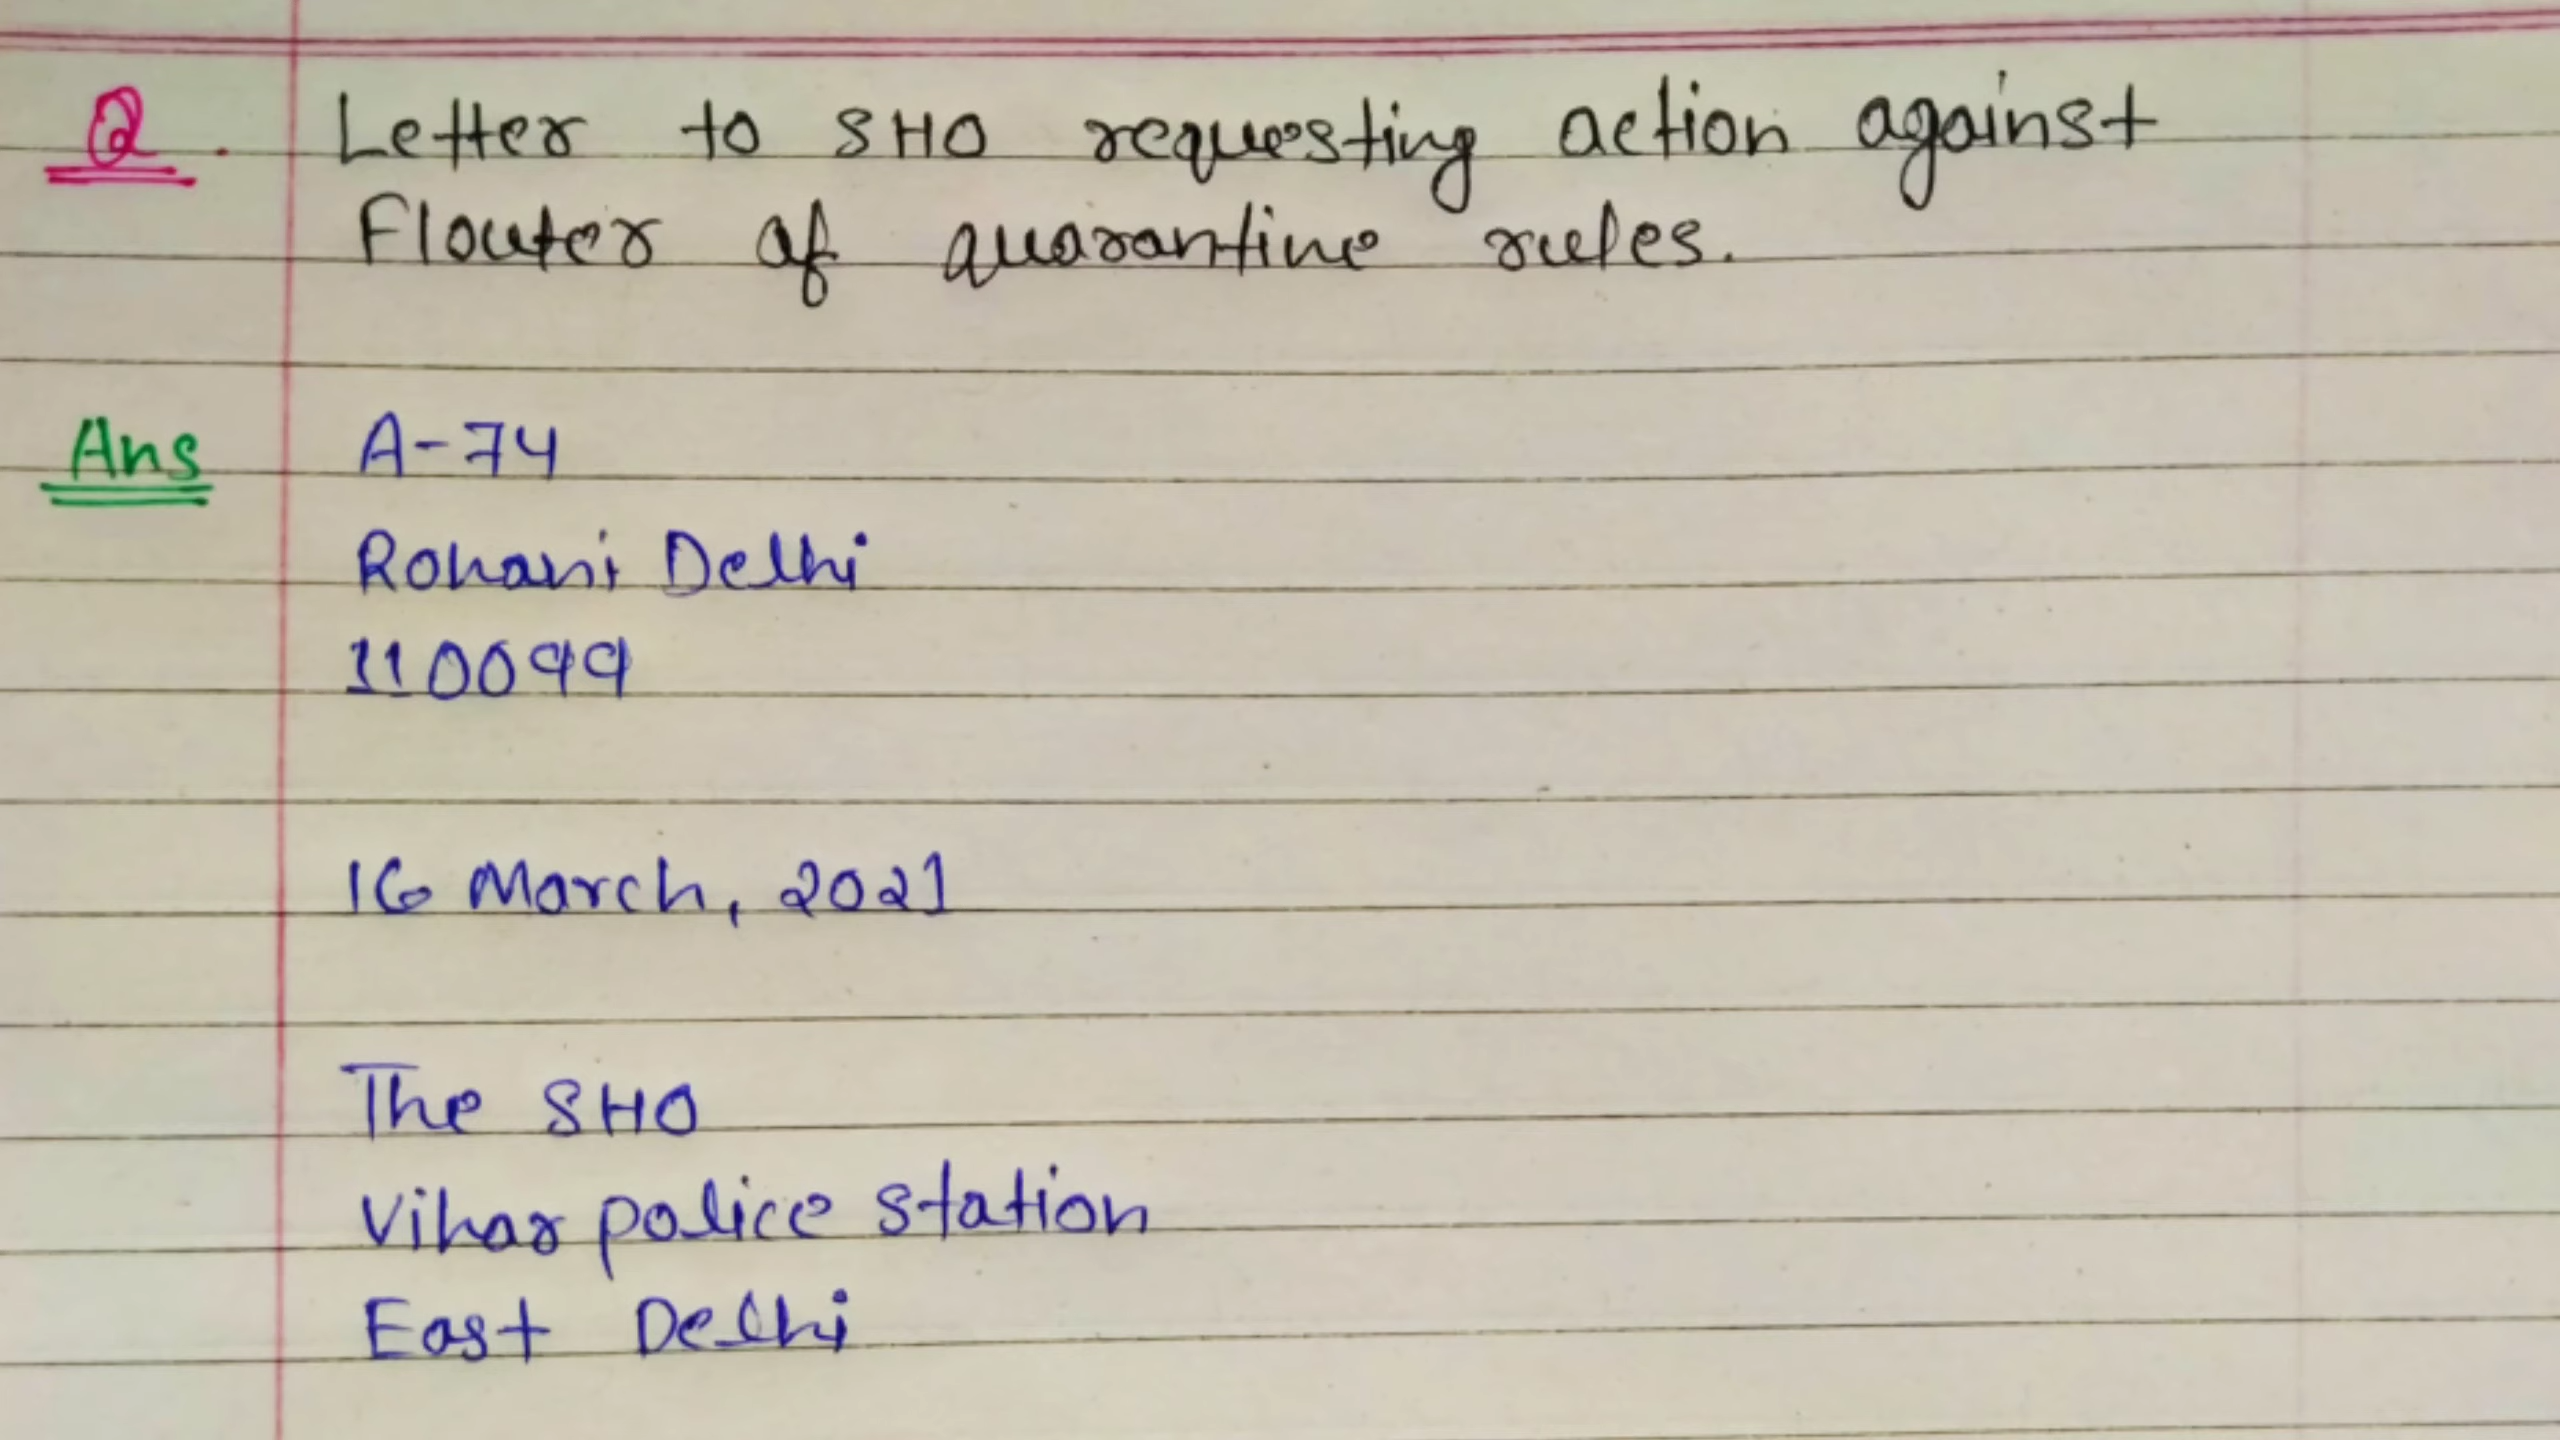 Q. Letter to SHO requesting action against
Flouter of quarantine rules.
Ans A-74
Rohani Delhi
110099
16 March, 2021
The SHO
Vihar police station
East Delhi